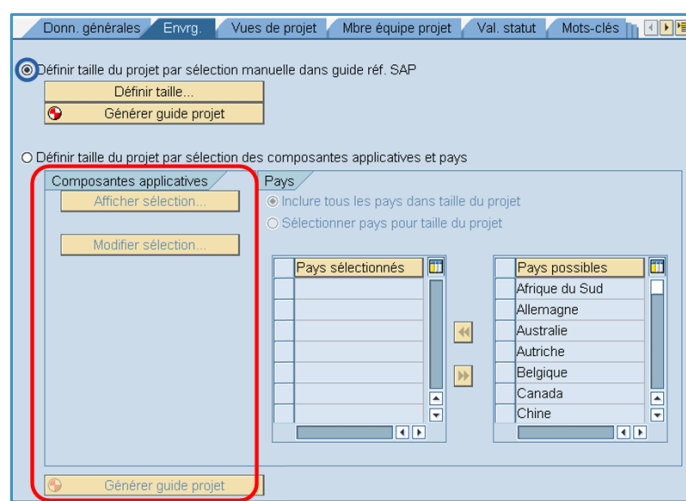 Donn. générales Envrg. Vues de projet Mbre équipe projet Val. statut Mots-clés
Définir taille du projet par sélection manuelle dans guide réf. SAP
Définir taille...
Générer guide projet
Définir taille du projet par sélection des composantes applicatives et pays
Composantes applicatives
Afficher sélection...
Modifier sélection...
Pays
Inclure tous les pays dans taille du projet
Sélectionner pays pour taille du projet
Pays sélectionnés
Pays possibles
Afrique du Sud
Allemagne
Australie
Autriche
Belgique
Canada
Chine
Générer guide projet